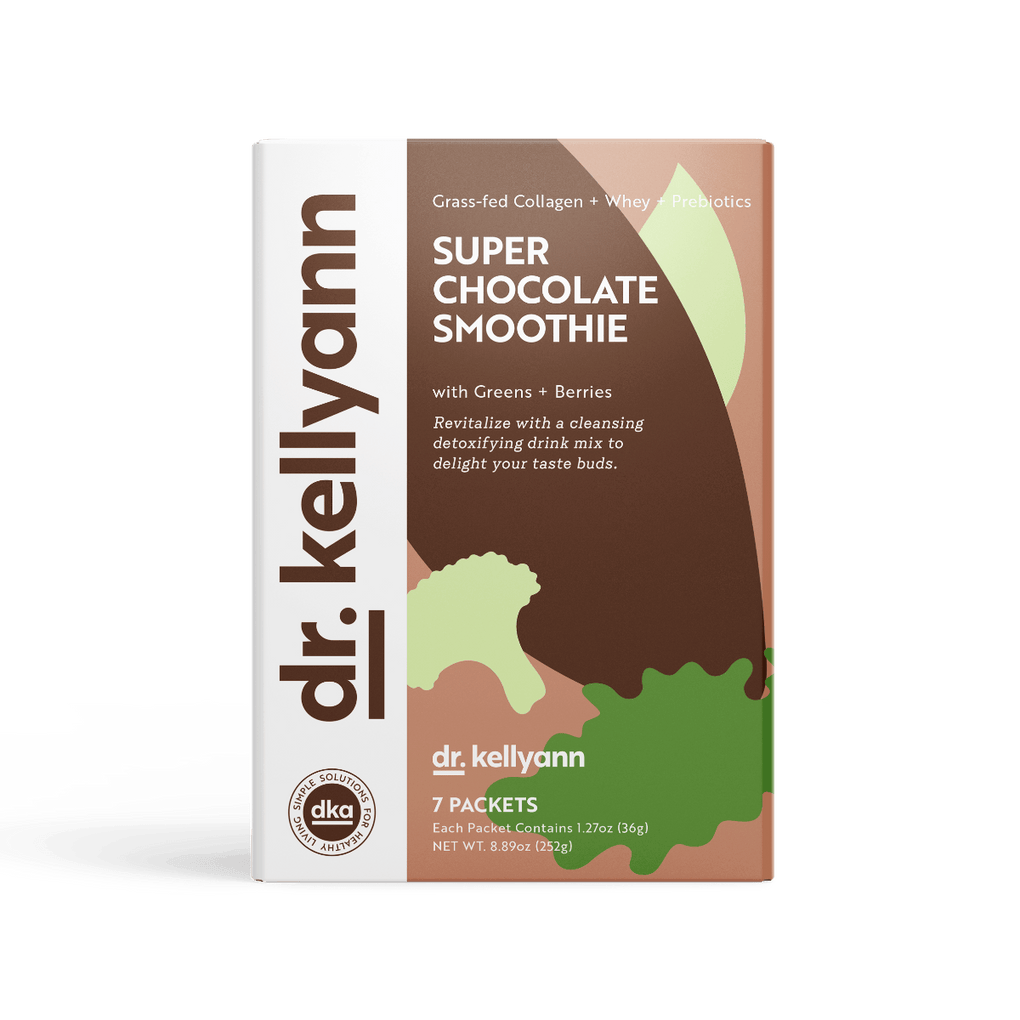 dr. kellyann
SIMPLE SOLUTIONS FOR HEALTHY LIVING
dka
Grass-fed Collagen + Whey + Prebiotics
SUPER
CHOCOLATE
SMOOTHIE
with Greens + Berries
Revitalize with a cleansing
detoxifying drink mix to
delight your taste buds.
dr. kellyann
7 PACKETS
Each Packet Contains 1.27oz (36g)
NET WT. 8.89oz (252g)